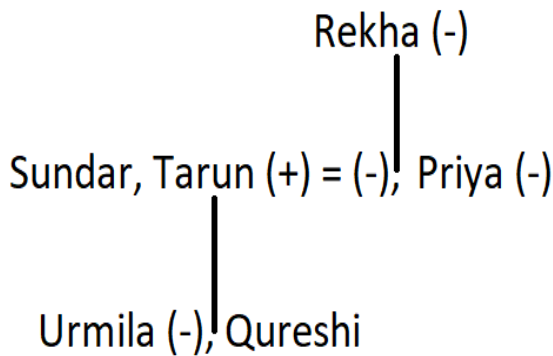 Rekha (-)
Sundar, Tarun (+) = (-), Priya (-)
Urmila (-), Qureshi